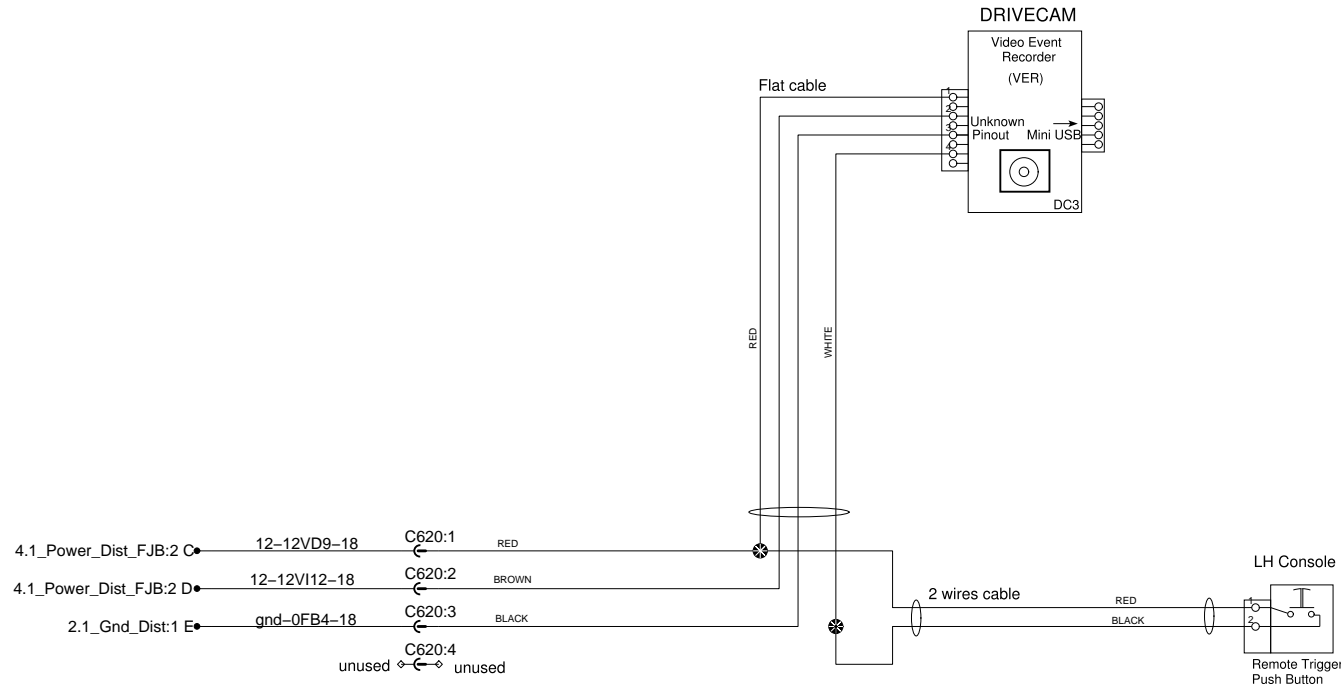 DRIVECAM
Video Event
Recorder
(VER)
Flat cable
1
2
3
4
Unknown
Pinout
Mini USB
DC3
RED
WHITE
4.1_Power_Dist_FJB:2 C
12–12VD9–18
C620:1
RED
4.1_Power_Dist_FJB:2 D
12–12VI12–18
C620:2
BROWN
2.1_Gnd_Dist:1 E
gnd–0FB4–18
C620:3
BLACK
C620:4
unused
unused
LH Console
2 wires cable
RED
BLACK
1
2
Remote Trigger
Push Button